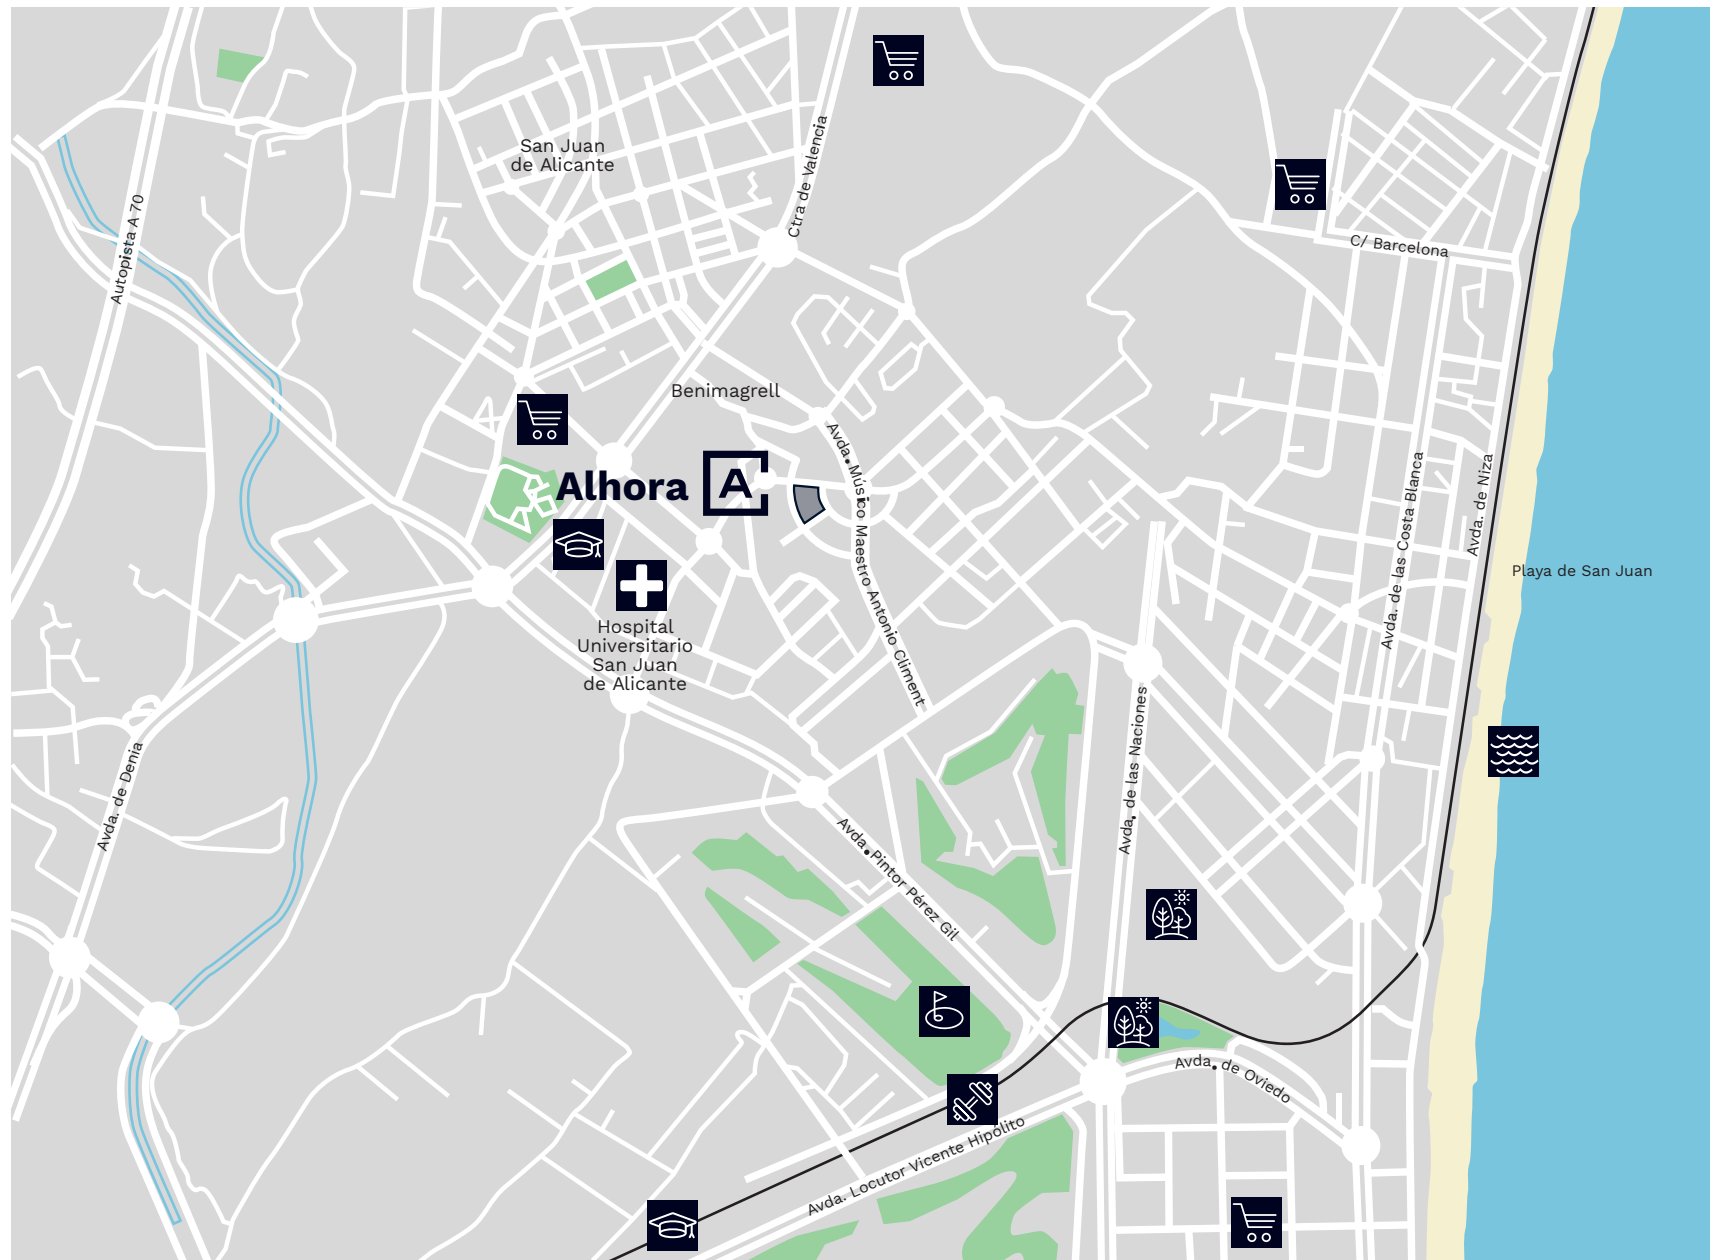 San Juan
de Alicante
Ctra de Valencia
Autopista A 70
C/ Barcelona
Benimagrell
Alhora A
Avda. Músico Maestro Antonio Climent
Avda. de las Costa Blanca
Avda. de Niza
Playa de San Juan
Hospital
Universitario
San Juan
de Alicante
Avda. de Denia
Avda. de las Naciones
Avda. Pintor Pérez Gil
Avda. de Oviedo
Avda. Locutor Vicente Hipólito